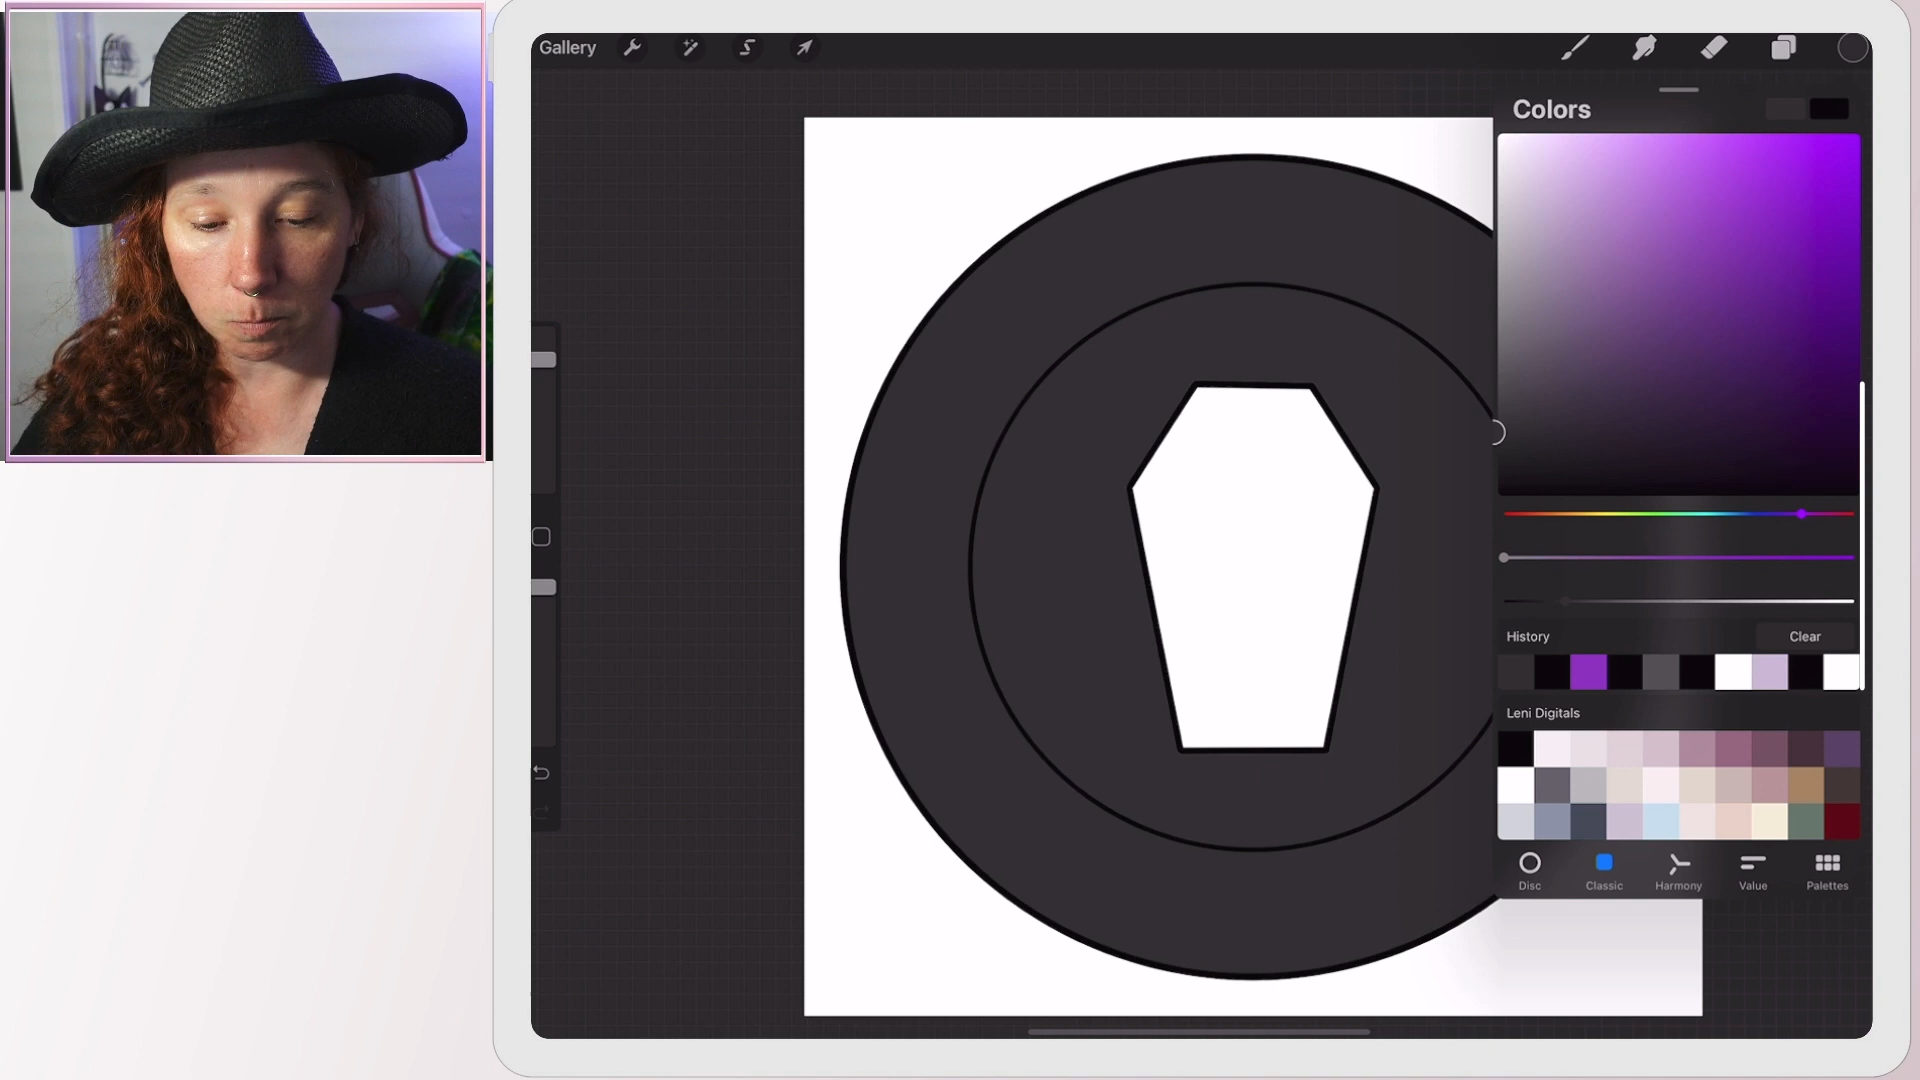 Gallery
Colors
History
Clear
Leni Digitals
Disc
Classic
Harmony
Value
Palettes